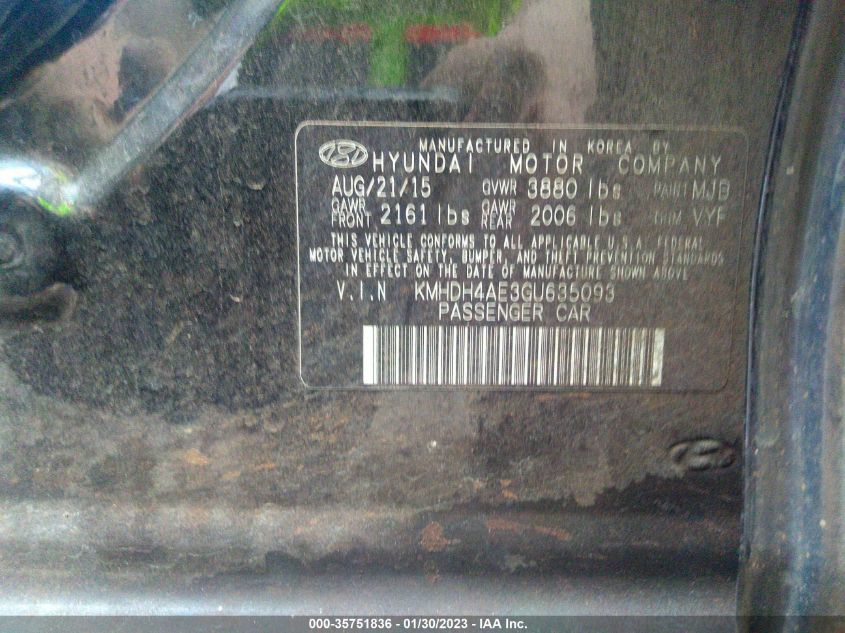 MANUFACTURED IN KOREA BY
HYUNDAI MOTOR COMPANY
AUG/21/15 GVWR 3880 lbs PAINT MJB
GAWR FRONT 2161 lbs GAWR REAR 2006 lbs TRIM VYF
THIS VEHICLE CONFORMS TO ALL APPLICABLE U.S.A. FEDERAL
MOTOR VEHICLE SAFETY, BUMPER, AND THEFT PREVENTION STANDARDS
IN EFFECT ON THE DATE OF MANUFACTURE SHOWN ABOVE
V.I.N KMHDH4AE3GU635093
PASSENGER CAR
000-35751836 - 01/30/2023 - IAA Inc.